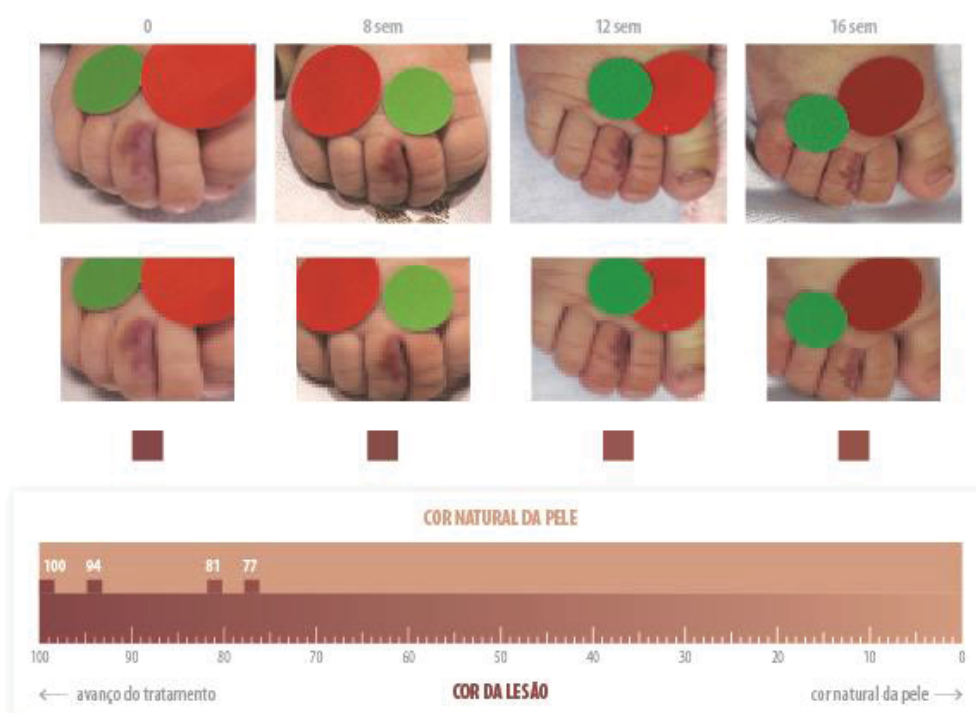 0 8 sem 12 sem 16 sem
COR NATURAL DA PELE
100 94 81 77
100 90 80 70 60 50 40 30 20 10 0
← avanço do tratamento COR DA LESÃO cor natural da pele →